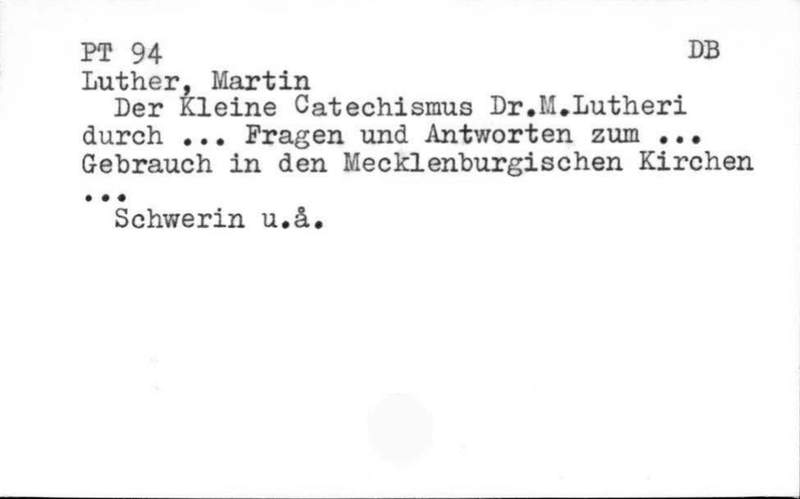 PT 94 DB
Luther, Martin
Der Kleine Catechismus Dr.M.Lutheri
durch ... Fragen und Antworten zum ...
Gebrauch in den Mecklenburgischen Kirchen
...
Schwerin u.å.